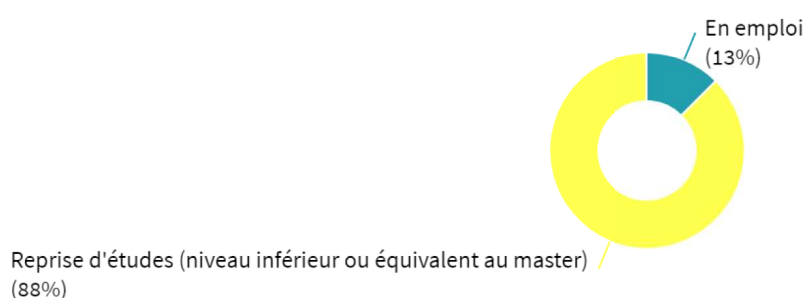 En emploi
(13%)
Reprise d'études (niveau inférieur ou équivalent au master)
(88%)